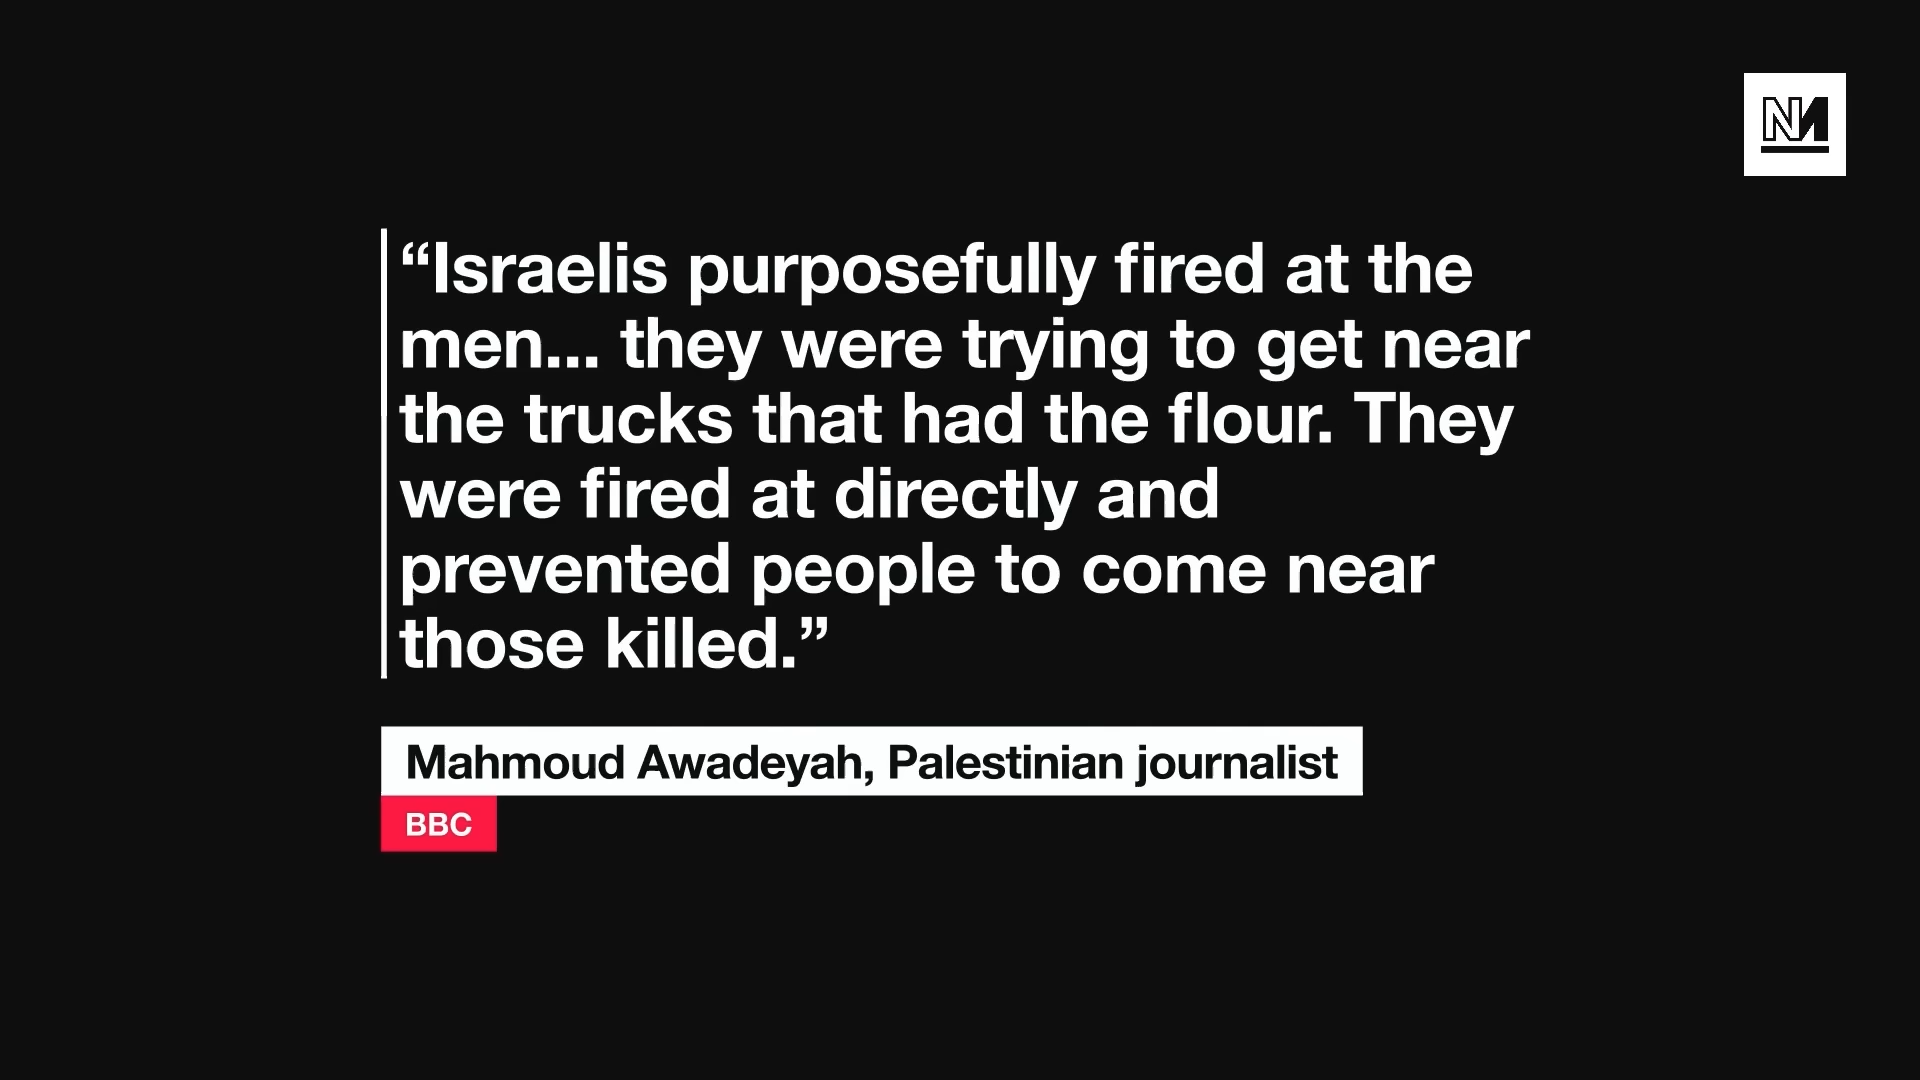 NM
“Israelis purposefully fired at the
men... they were trying to get near
the trucks that had the flour. They
were fired at directly and
prevented people to come near
those killed.”
Mahmoud Awadeyah, Palestinian journalist
BBC